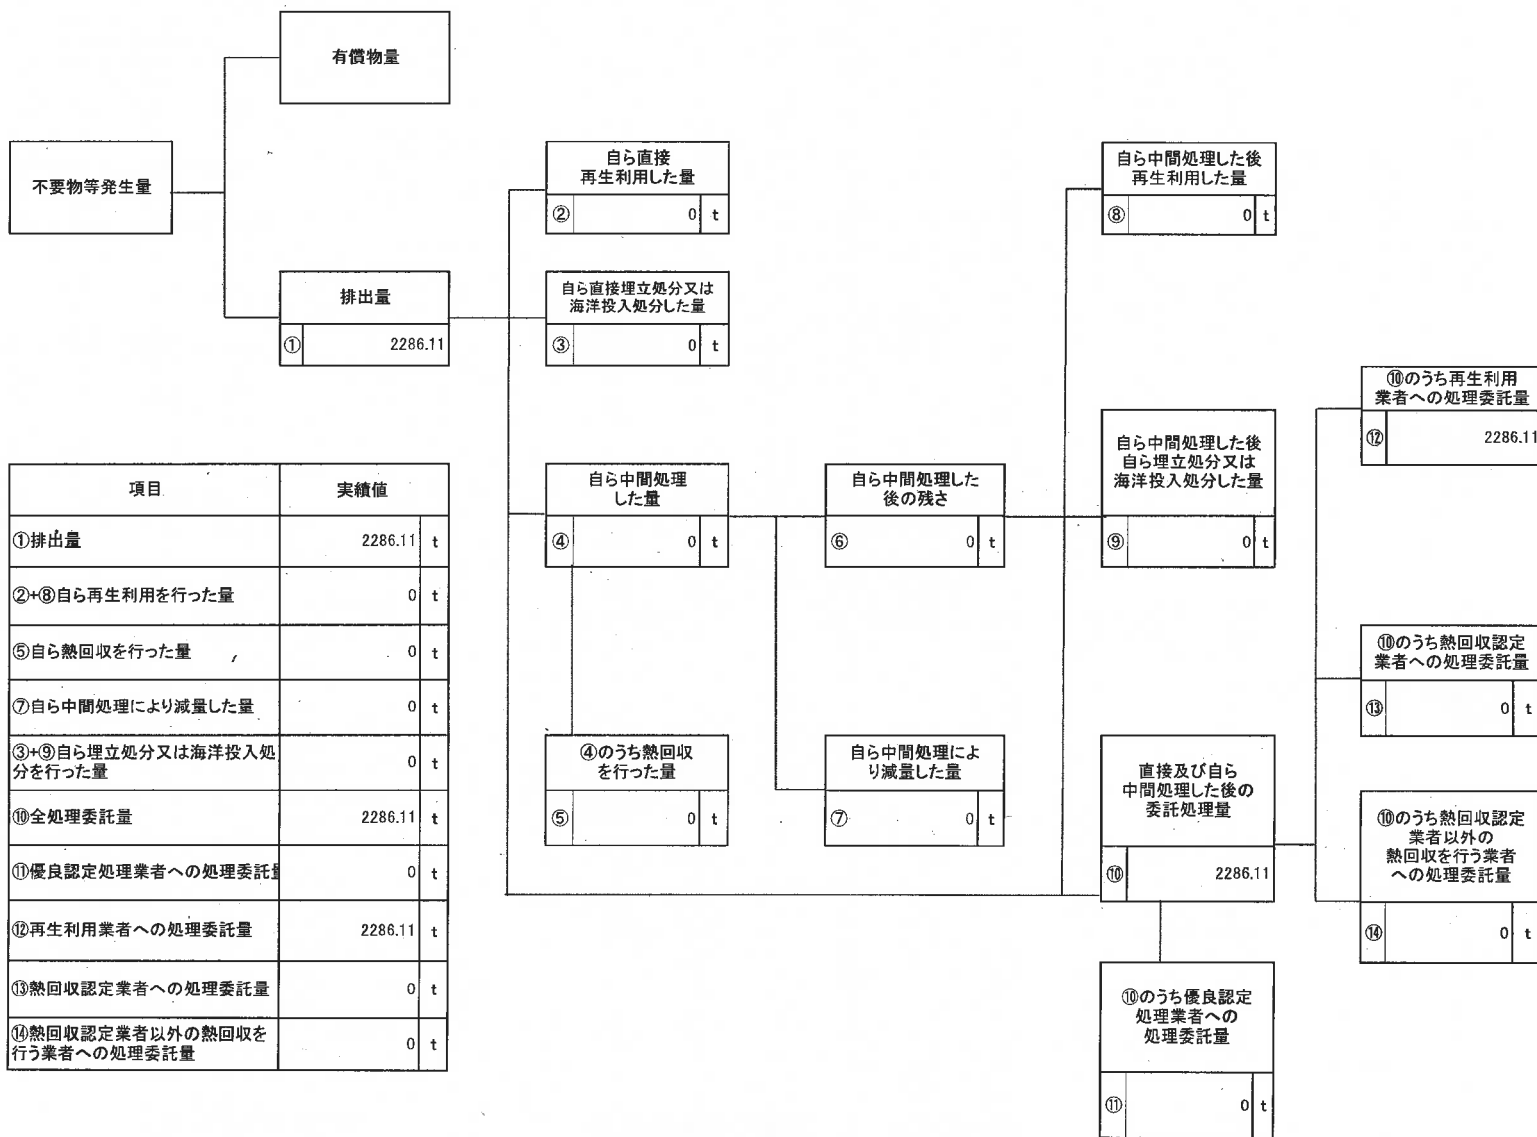 有償物量
不要物等発生量
排出量
① 2286.11
自ら直接
再生利用した量
② 0 t
自ら直接埋立処分又は
海洋投入処分した量
③ 0 t
自ら中間処理
した量
④ 0 t
④のうち熱回収
を行った量
⑤ 0 t
自ら中間処理した
後の残さ
⑥ 0 t
自ら中間処理によ
り減量した量
⑦ 0 t
自ら中間処理した後
再生利用した量
⑧ 0 t
自ら中間処理した後
自ら埋立処分又は
海洋投入処分した量
⑨ 0 t
直接及び自ら
中間処理した後の
委託処理量
⑩ 2286.11
⑩のうち優良認定
処理業者への
処理委託量
⑪ 0 t
⑩のうち再生利用
業者への処理委託量
⑫ 2286.11
⑩のうち熱回収認定
業者への処理委託量
⑬ 0 t
⑩のうち熱回収認定
業者以外の
熱回収を行う業者
への処理委託量
⑭ 0 t
項目 実績値
①排出量 2286.11 t
②+⑧自ら再生利用を行った量 0 t
⑤自ら熱回収を行った量 0 t
⑦自ら中間処理により減量した量 0 t
③+⑨自ら埋立処分又は海洋投入処
分を行った量 0 t
⑩全処理委託量 2286.11 t
⑪優良認定処理業者への処理委託量 0 t
⑫再生利用業者への処理委託量 2286.11 t
⑬熱回収認定業者への処理委託量 0 t
⑭熱回収認定業者以外の熱回収を
行う業者への処理委託量 0 t